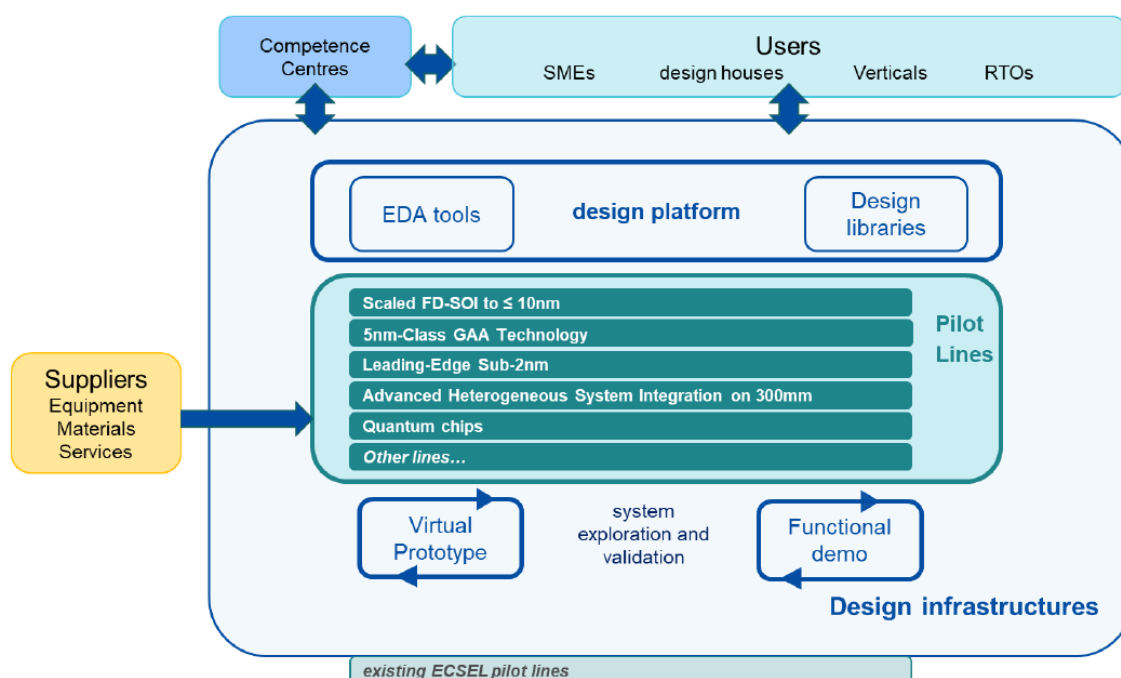 Competence
Centres
Users
SMEs design houses Verticals RTOs
EDA tools
design platform
Design
libraries
Scaled FD-SOI to ≤ 10nm
5nm-Class GAA Technology
Leading-Edge Sub-2nm
Advanced Heterogeneous System Integration on 300mm
Quantum chips
Other lines…
Pilot
Lines
Suppliers
Equipment
Materials
Services
Virtual
Prototype
system
exploration and
validation
Functional
demo
Design infrastructures
existing ECSEL pilot lines